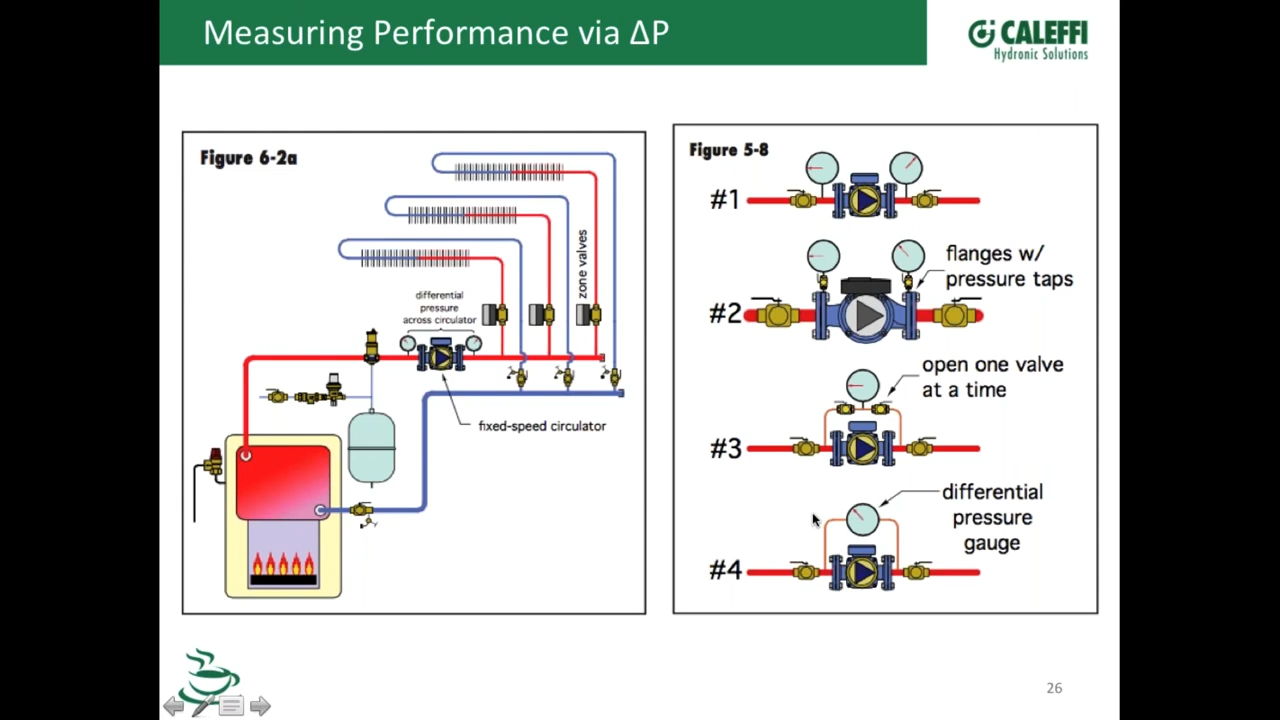 Measuring Performance via ΔP
CALEFFI
Hydronic Solutions
Figure 6-2a
zone valves
differential
pressure
across circulator
fixed-speed circulator
Figure 5-8
#1
#2
flanges w/
pressure taps
open one valve
at a time
#3
differential
pressure
gauge
#4
26